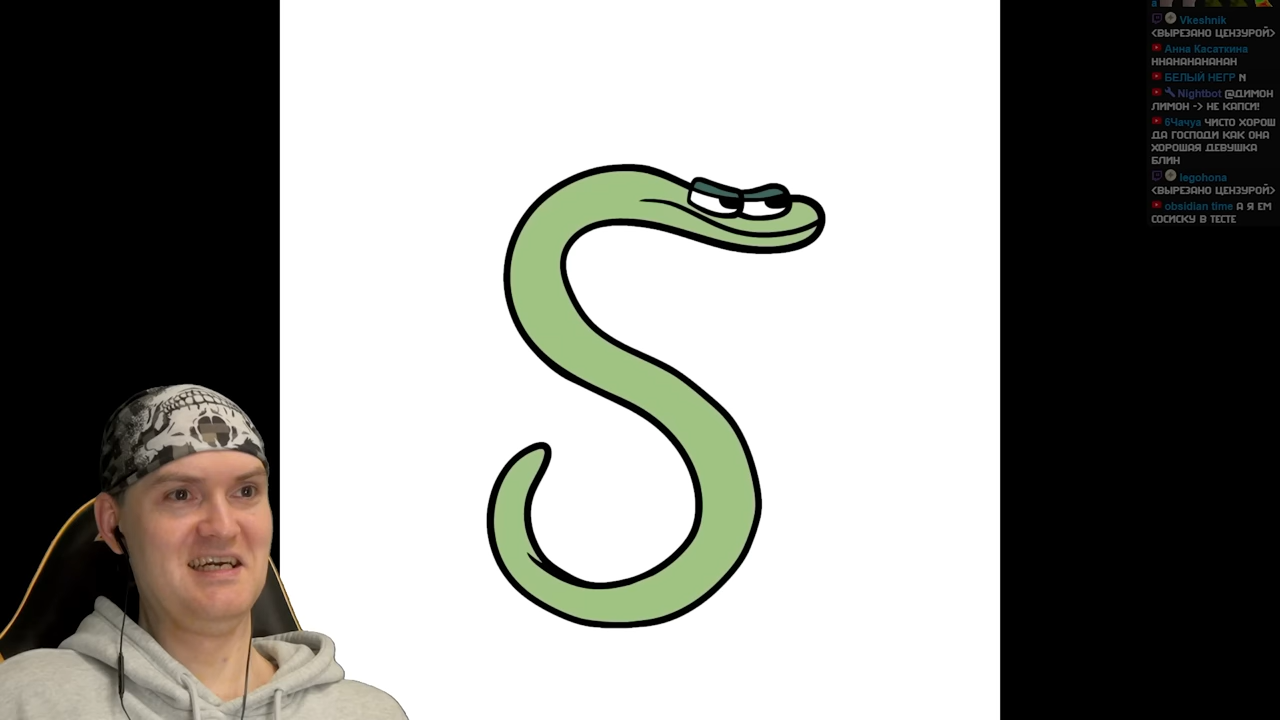 Vkeshnik
<ВЫРЕЗАНО ЦЕНЗУРОЙ>
Анна Касаткина
ННАНАНАНАНАН
БЕЛЫЙ НЕГР N
Nightbot @ДИМОН
ЛИМОН -> НЕ КАПСИ!
6Чачуа ЧИСТО ХОРОШ
ДА ГОСПОДИ КАК ОНА
ХОРОШАЯ ДЕВУШКА
БЛИН
legohona
<ВЫРЕЗАНО ЦЕНЗУРОЙ>
obsidian time А Я ЕМ
СОСИСКУ В ТЕСТЕ